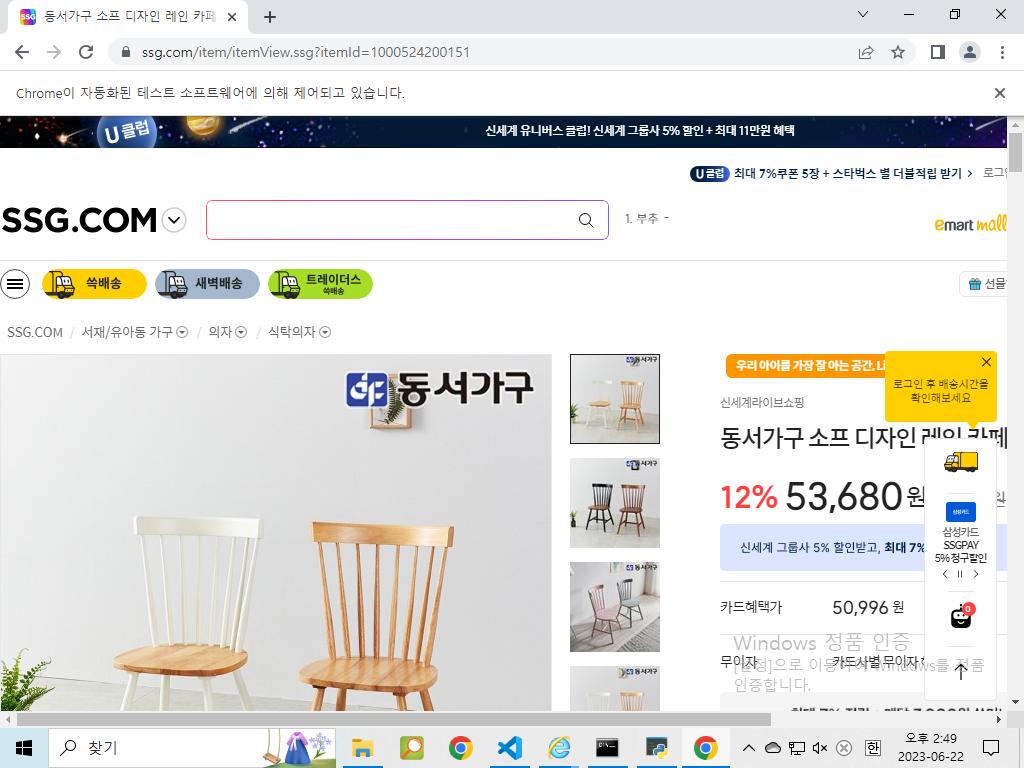 동서가구 소프 디자인 레인 카페
ssg.com/item/itemView.ssg?itemId=1000524200151
Chrome이 자동화된 테스트 소프트웨어에 의해 제어되고 있습니다.
U클럽
신세계 유니버스 클럽! 신세계 그룹사 5% 할인 + 최대 11만원 혜택
U클럽 최대 7%쿠폰 5장 + 스타벅스 별 더블적립 받기 > 로그인
SSG.COM
1. 부추 -
emart mall
쓱배송
새벽배송
트레이더스
쓱배송
선물
SSG.COM / 서재/유아동 가구 / 의자 / 식탁의자
동서가구
우리 아이를 가장 잘 아는 공간, Li
로그인 후 배송시간을
확인해보세요
신세계라이브쇼핑
동서가구 소프 디자인 레인 카페
12% 53,680원
신세계 그룹사 5% 할인받고, 최대 7%
삼성카드
삼성카드
SSGPAY
5% 청구할인
카드혜택가 50,996 원
0
무이자 카드사별 무이자
Windows 정품 인증
[설정]으로 이동하여 Windows를 정품
인증합니다.
찾기
오후 2:49
한
2023-06-22